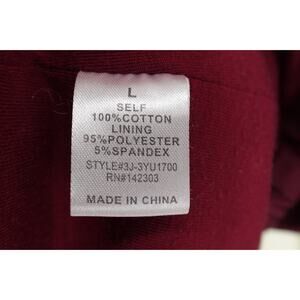 L
SELF
100%COTTON
LINING
95%POLYESTER
5%SPANDEX
STYLE#3J-3YU1700
RN#142303
MADE IN CHINA